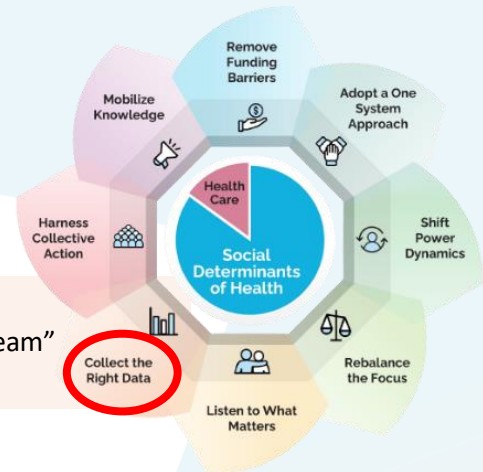 Remove
Funding
Barriers
Adopt a One
System
Approach
Shift
Power
Dynamics
Rebalance
the Focus
Listen to What
Matters
Collect the
Right Data
Harness
Collective
Action
Mobilize
Knowledge
$
Health
Care
Social
Determinants
of Health
eam”